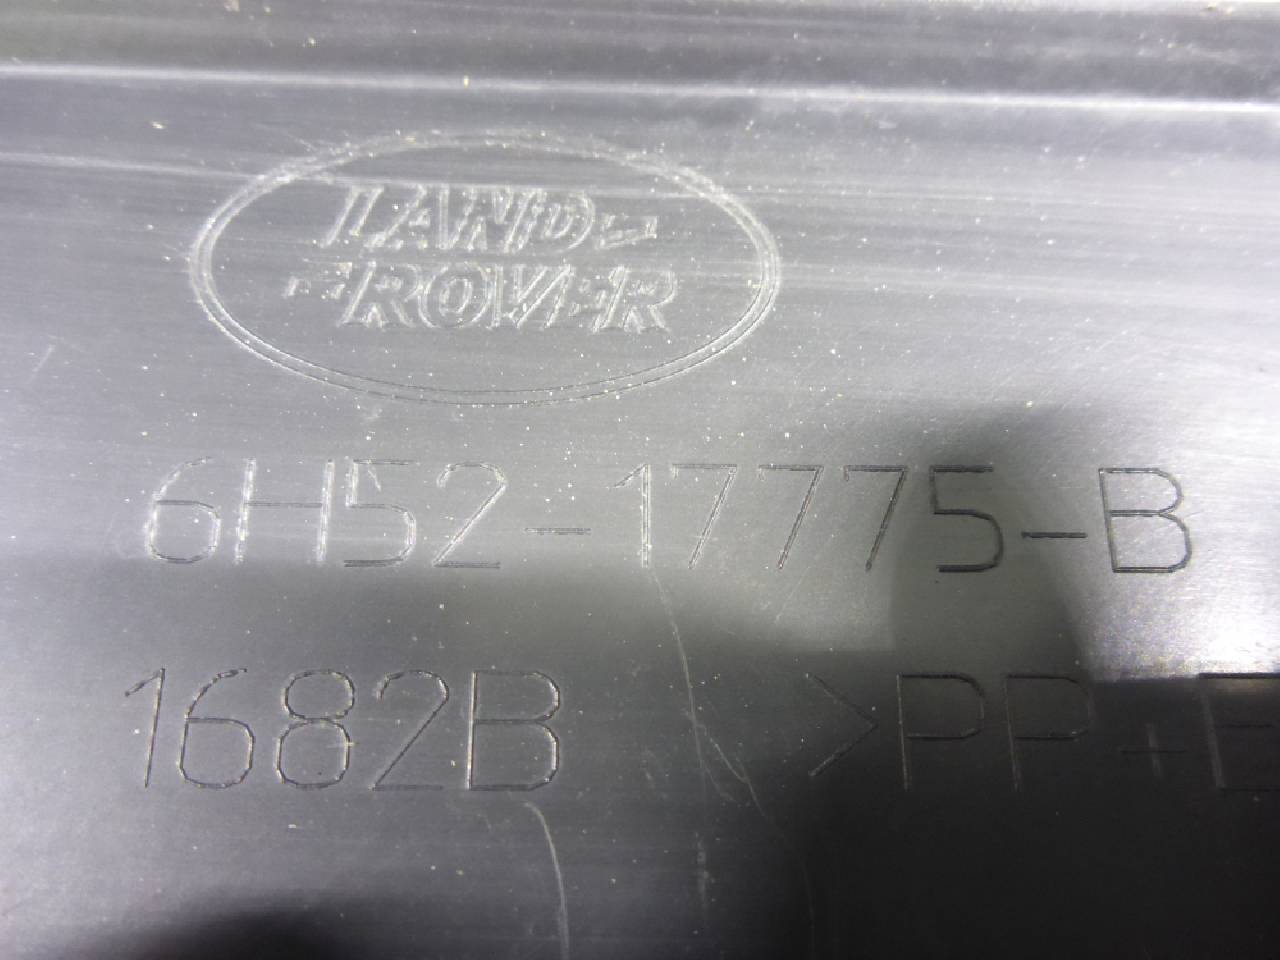 LAND
ROVER
6H52-17775-B
1682B >PP+E